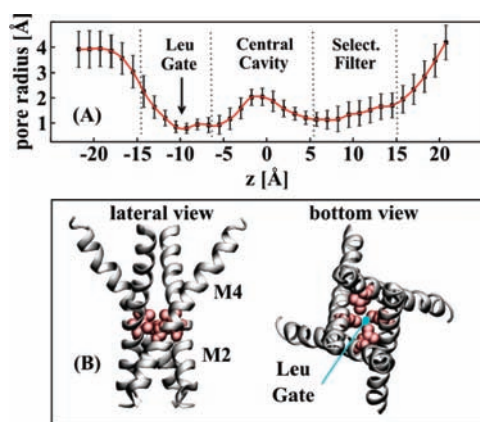 pore radius [Å]
4
3
2
1
(A)
Leu
Gate
Central
Cavity
Select.
Filter
-20 -15 -10 -5 0 5 10 15 20
z [Å]
lateral view
bottom view
M4
M2
(B)
Leu
Gate